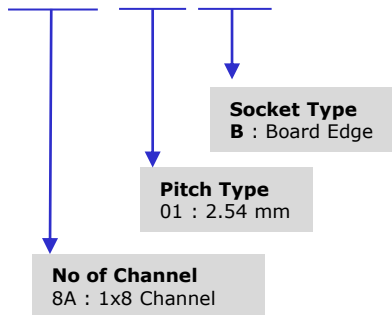 Socket Type
B : Board Edge
Pitch Type
01 : 2.54 mm
No of Channel
8A : 1x8 Channel